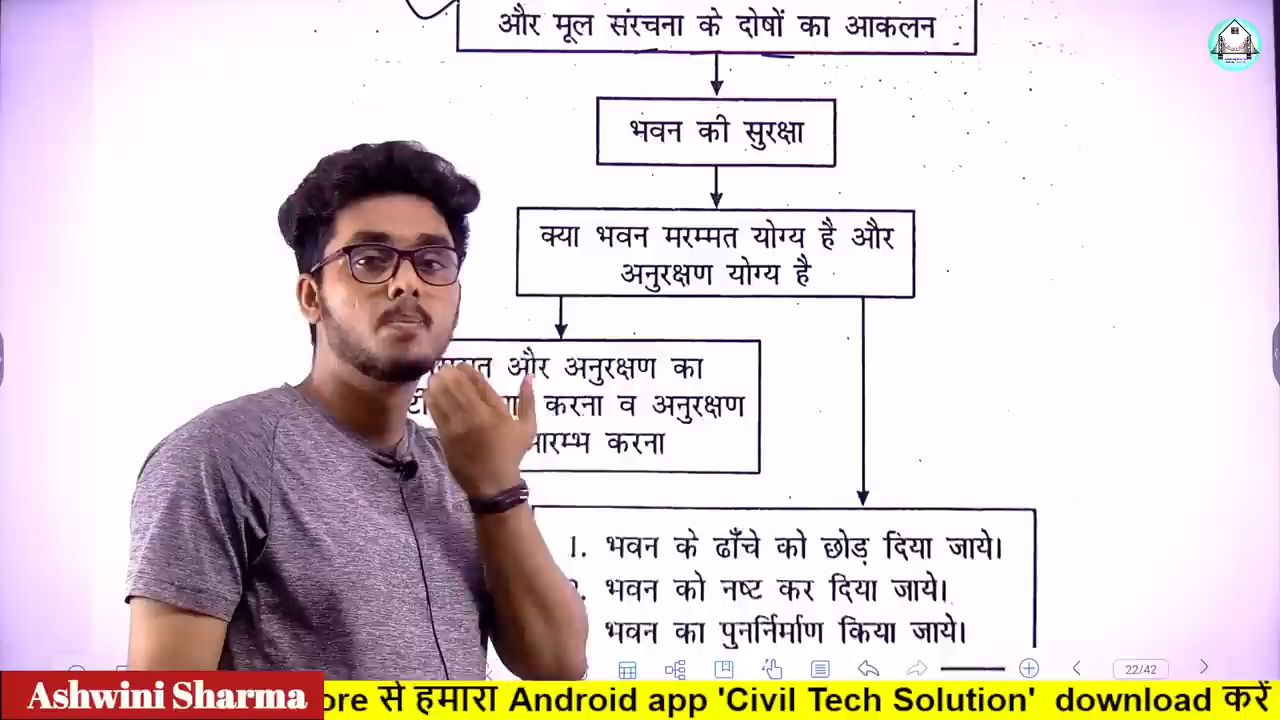 और मूल संरचना के दोषों का आकलन
भवन की सुरक्षा
क्या भवन मरम्मत योग्य है और
अनुरक्षण योग्य है
और अनुरक्षण का
करना व अनुरक्षण
करना
1. भवन के ढाँचे को छोड़ दिया जाये।
भवन को नष्ट कर दिया जाये।
भवन का पुनर्निर्माण किया जाये।
22/42
Ashwini Sharma
ore से हमारा Android app 'Civil Tech Solution' download करें